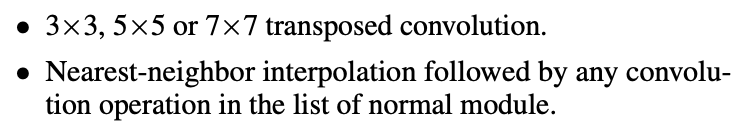 • 3×3, 5×5 or 7×7 transposed convolution.
• Nearest-neighbor interpolation followed by any convolu-
tion operation in the list of normal module.